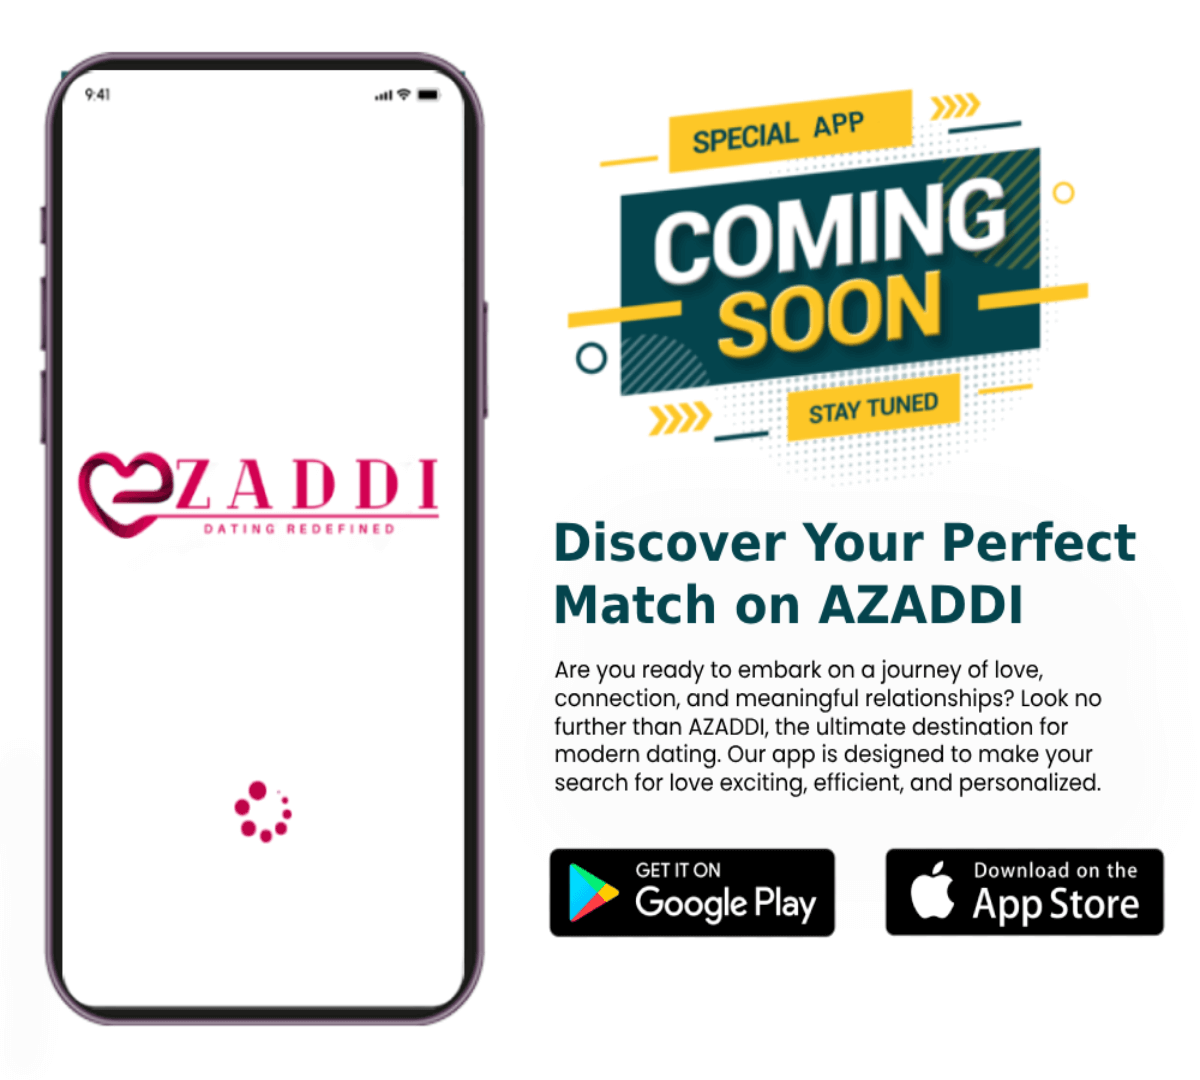 9:41
ZADDI
DATING REDEFINED
SPECIAL APP
COMING
SOON
STAY TUNED
Discover Your Perfect
Match on AZADDI
Are you ready to embark on a journey of love,
connection, and meaningful relationships? Look no
further than AZADDI, the ultimate destination for
modern dating. Our app is designed to make your
search for love exciting, efficient, and personalized.
GET IT ON
Google Play
Download on the
App Store